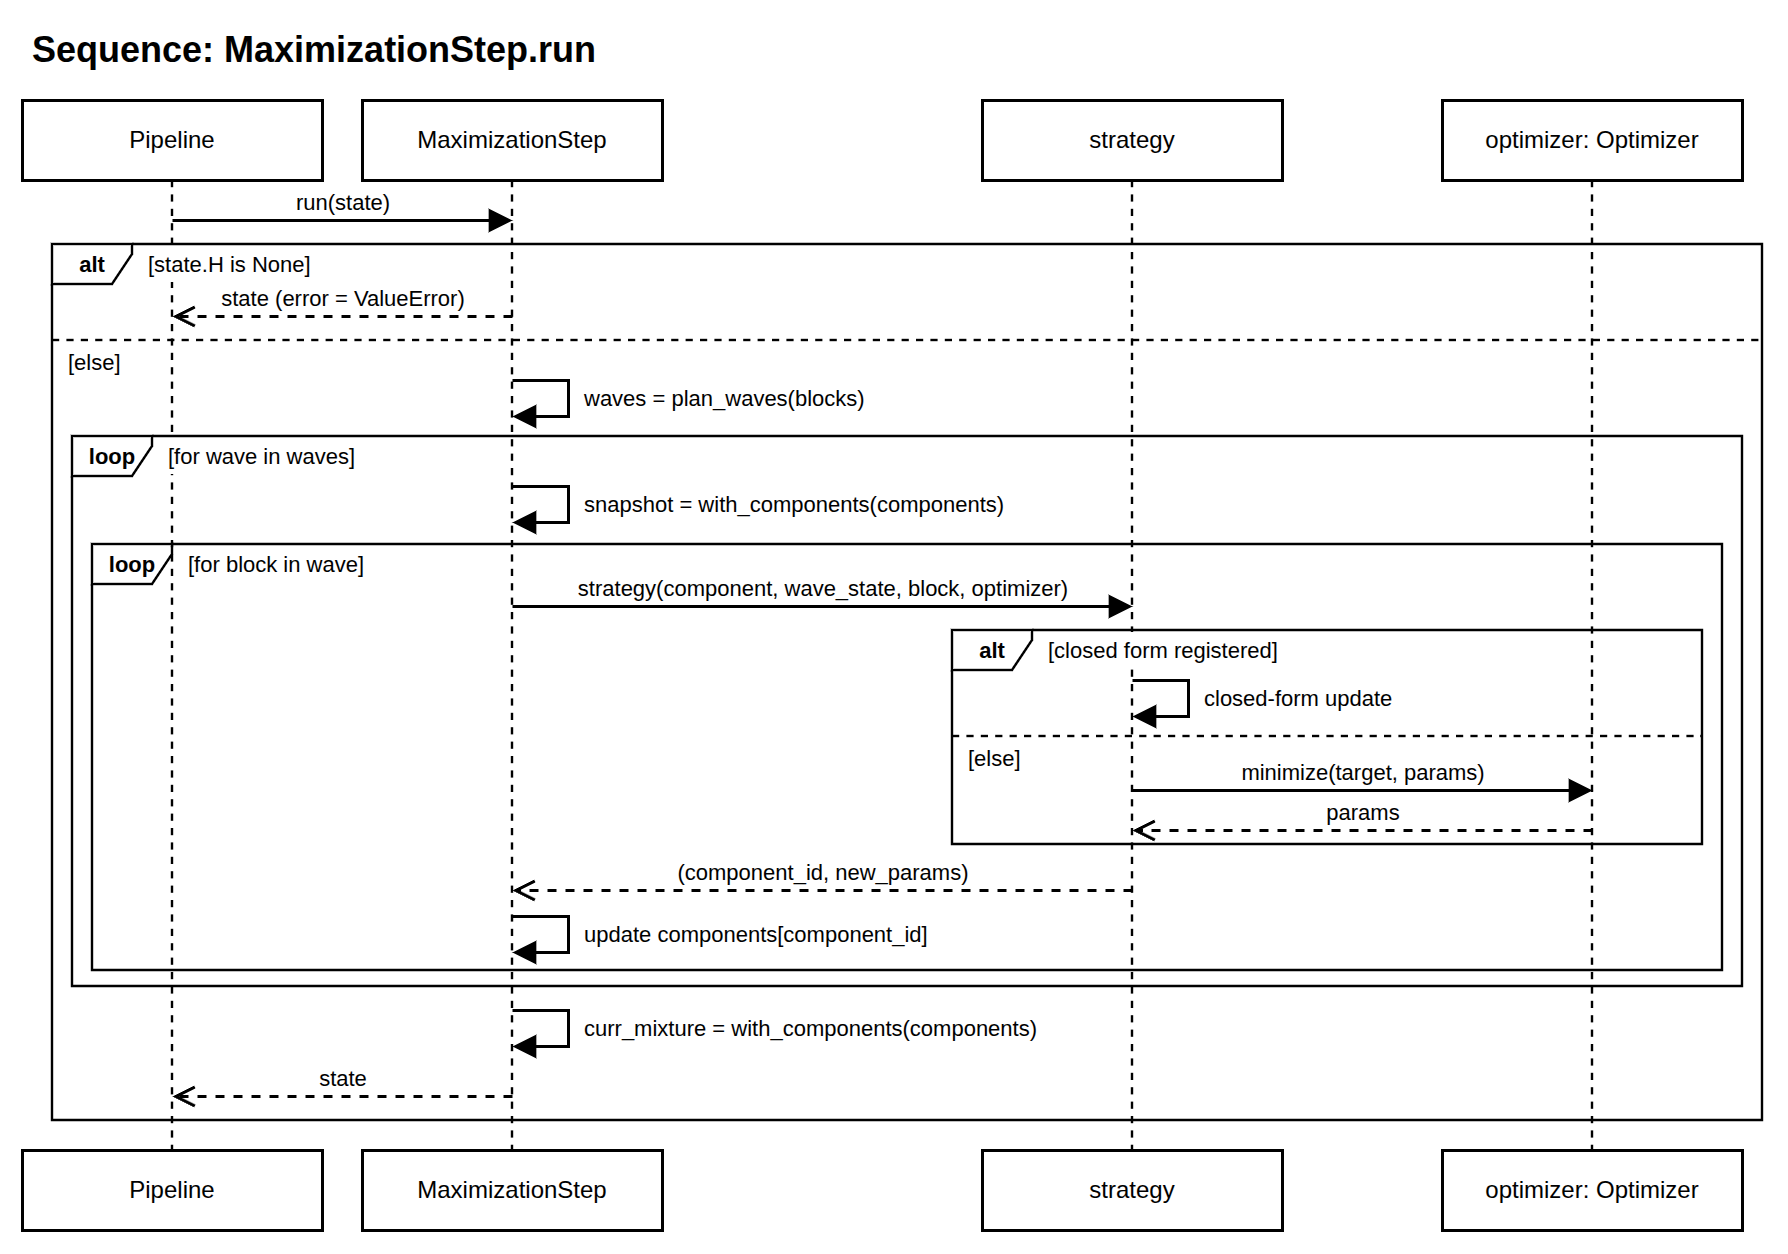 Sequence: MaximizationStep.run
Pipeline
MaximizationStep
strategy
optimizer: Optimizer
run(state)
alt
[state.H is None]
state (error = ValueError)
[else]
waves = plan_waves(blocks)
loop
[for wave in waves]
snapshot = with_components(components)
loop
[for block in wave]
strategy(component, wave_state, block, optimizer)
alt
[closed form registered]
closed-form update
[else]
minimize(target, params)
params
(component_id, new_params)
update components[component_id]
curr_mixture = with_components(components)
state
Pipeline
MaximizationStep
strategy
optimizer: Optimizer